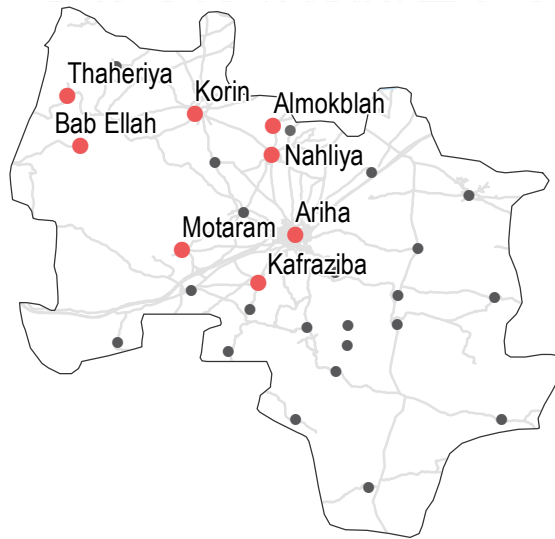 Thaheriya
Korin
Almokblah
Bab Ellah
Nahliya
Ariha
Motaram
Kafraziba